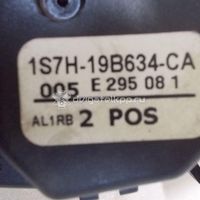 1S7H-19B634-CA
005 E 295 08 1
AL1RB 2 POS